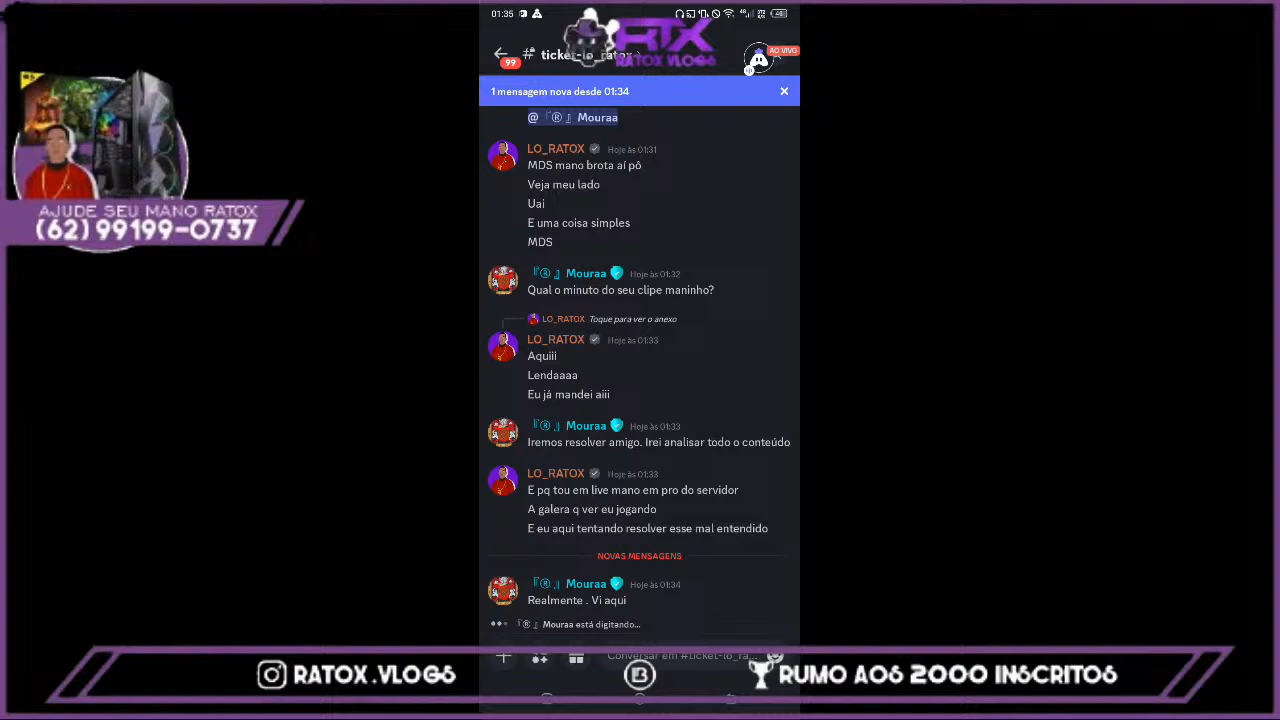 01:35
RTX
RATOX VLOGS
# ticket-lo_ratox
99
AO VIVO
1 mensagem nova desde 01:34
@『®』Mouraa
LO_RATOX Hoje às 01:31
MDS mano brota aí pô
Veja meu lado
Uai
E uma coisa simples
MDS
『®』Mouraa Hoje às 01:32
Qual o minuto do seu clipe maninho?
LO_RATOX Toque para ver o anexo
LO_RATOX Hoje às 01:33
Aquiii
Lendaaaa
Eu já mandei aiii
『®』Mouraa Hoje às 01:33
Iremos resolver amigo. Irei analisar todo o conteúdo
LO_RATOX Hoje às 01:33
E pq tou em live mano em pro do servidor
A galera q ver eu jogando
E eu aqui tentando resolver esse mal entendido
NOVAS MENSAGENS
『®』Mouraa Hoje às 01:34
Realmente . Vi aqui
『®』Mouraa está digitando...
Conversar em #ticket-lo_ra...
AJUDE SEU MANO RATOX
(62) 99199-0737
RATOX.VLOGS
RUMO AOS 2000 INSCRITOS